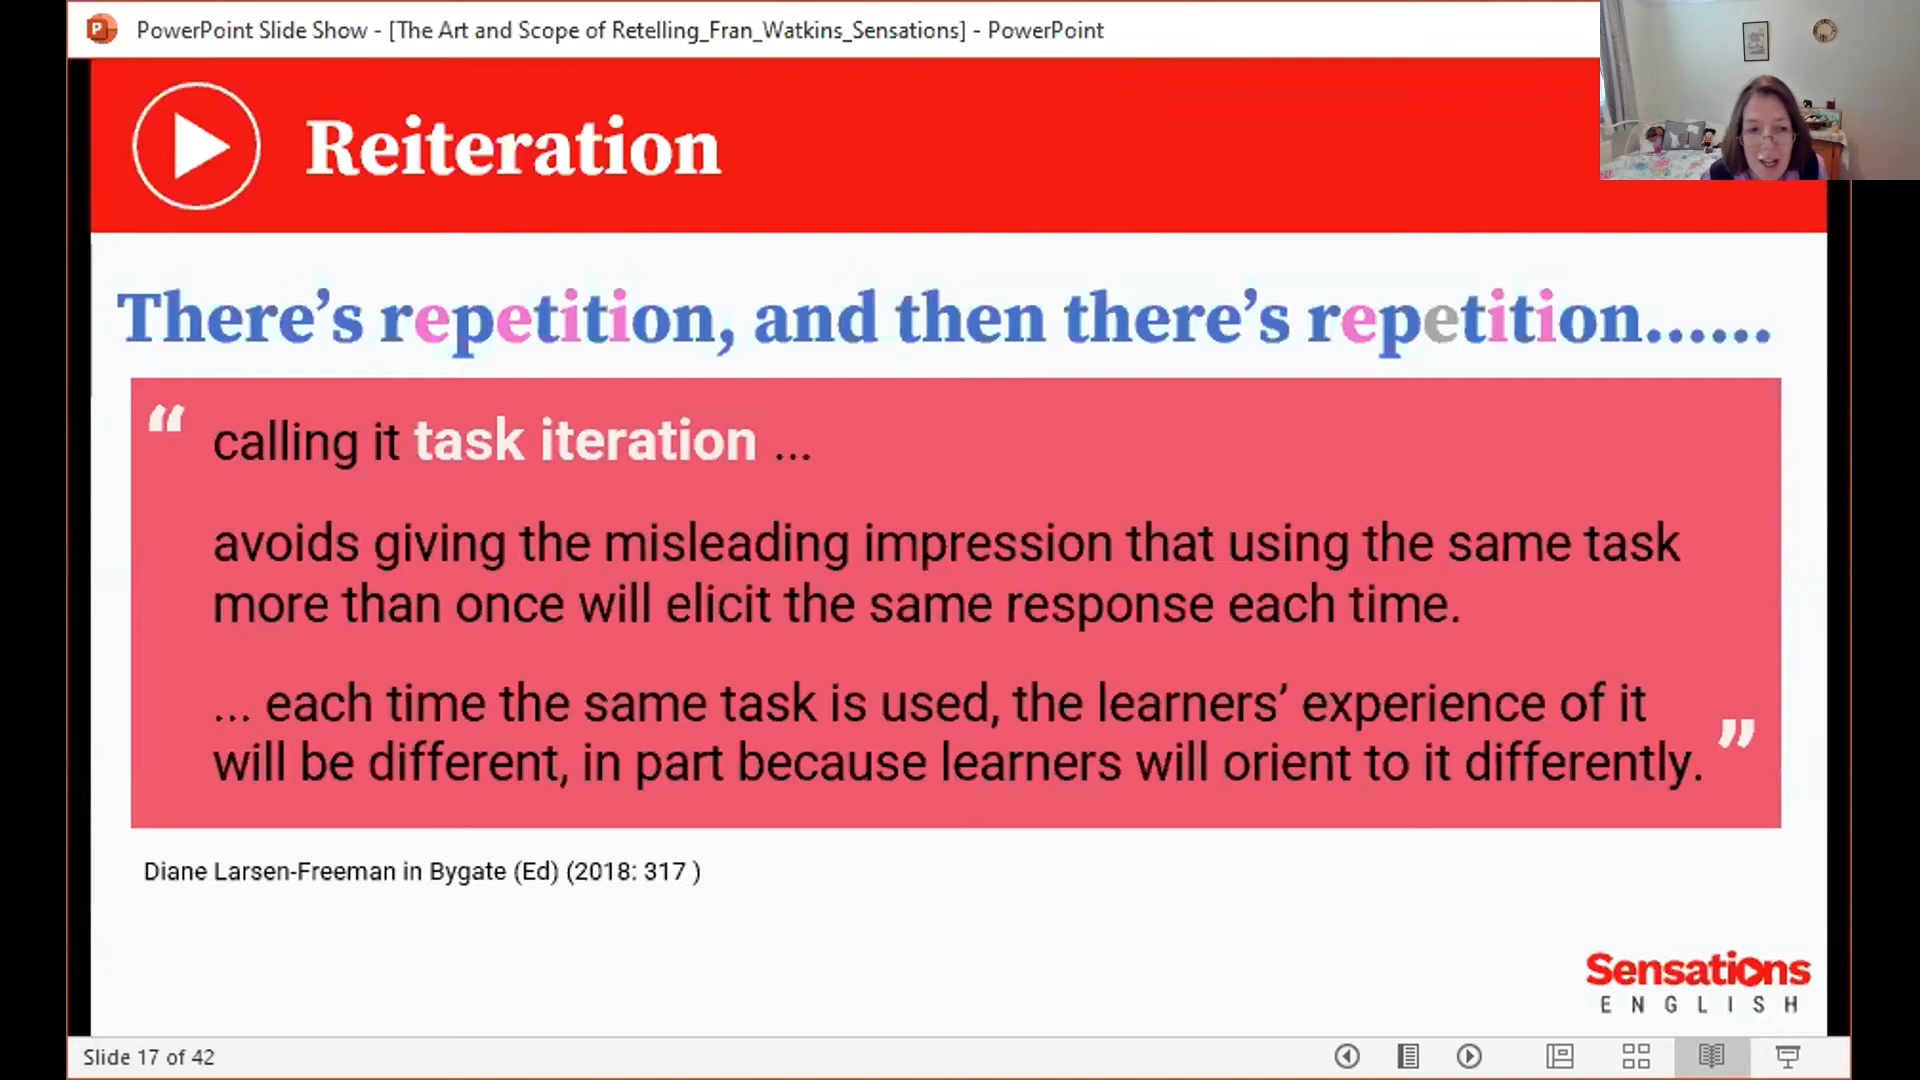 PowerPoint Slide Show - [The Art and Scope of Retelling_Fran_Watkins_Sensations] - PowerPoint
Reiteration
There’s repetition, and then there’s repetition......
“ calling it task iteration ...
avoids giving the misleading impression that using the same task
more than once will elicit the same response each time.
... each time the same task is used, the learners’ experience of it
will be different, in part because learners will orient to it differently. ”
Diane Larsen-Freeman in Bygate (Ed) (2018: 317 )
Sensations
ENGLISH
Slide 17 of 42